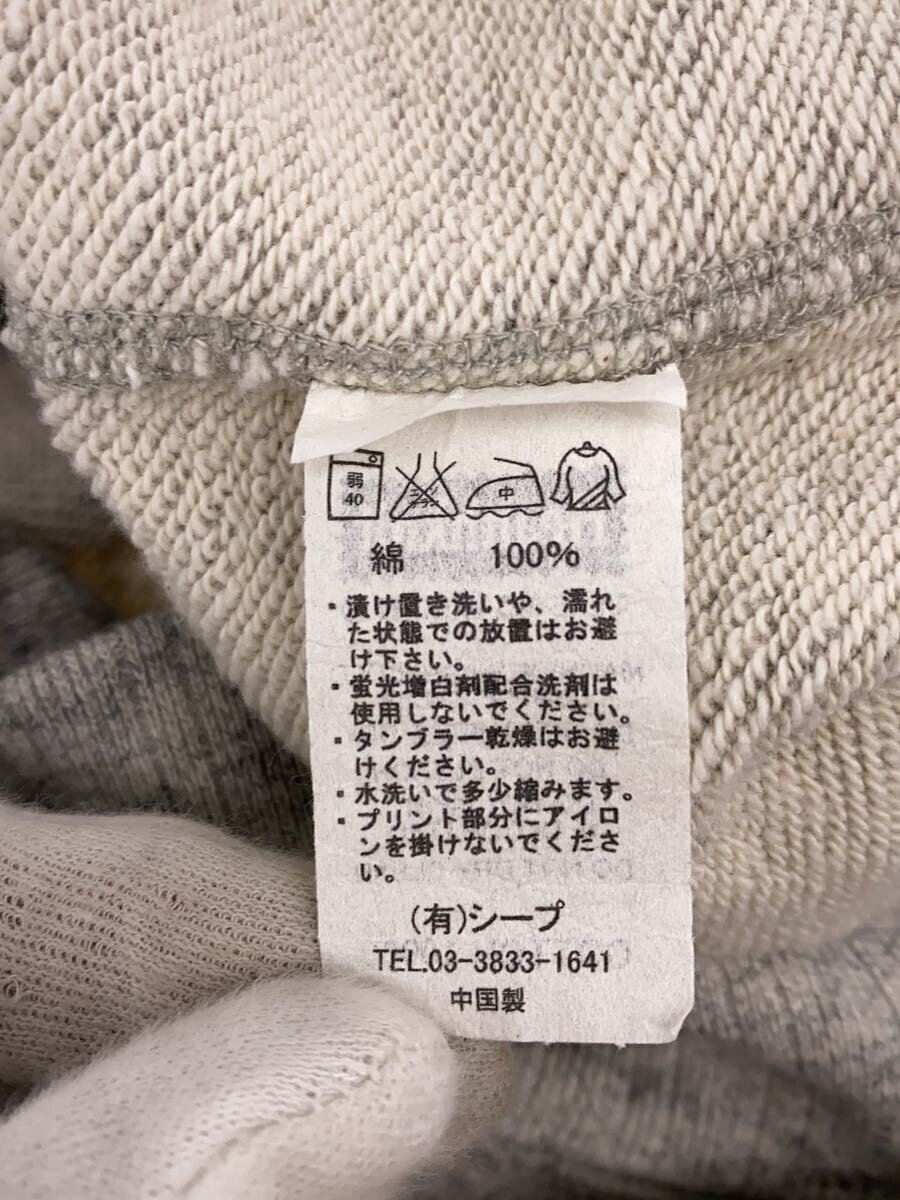 弱
40
中
綿 100%
・漬け置き洗いや、濡れ
た状態での放置はお避
け下さい。
・蛍光増白剤配合洗剤は
使用しないでください。
・タンブラー乾燥はお避
けください。
・水洗いで多少縮みます。
・プリント部分にアイロ
ンを掛けないでくださ
い。
(有)シープ
TEL.03-3833-1641
中国製